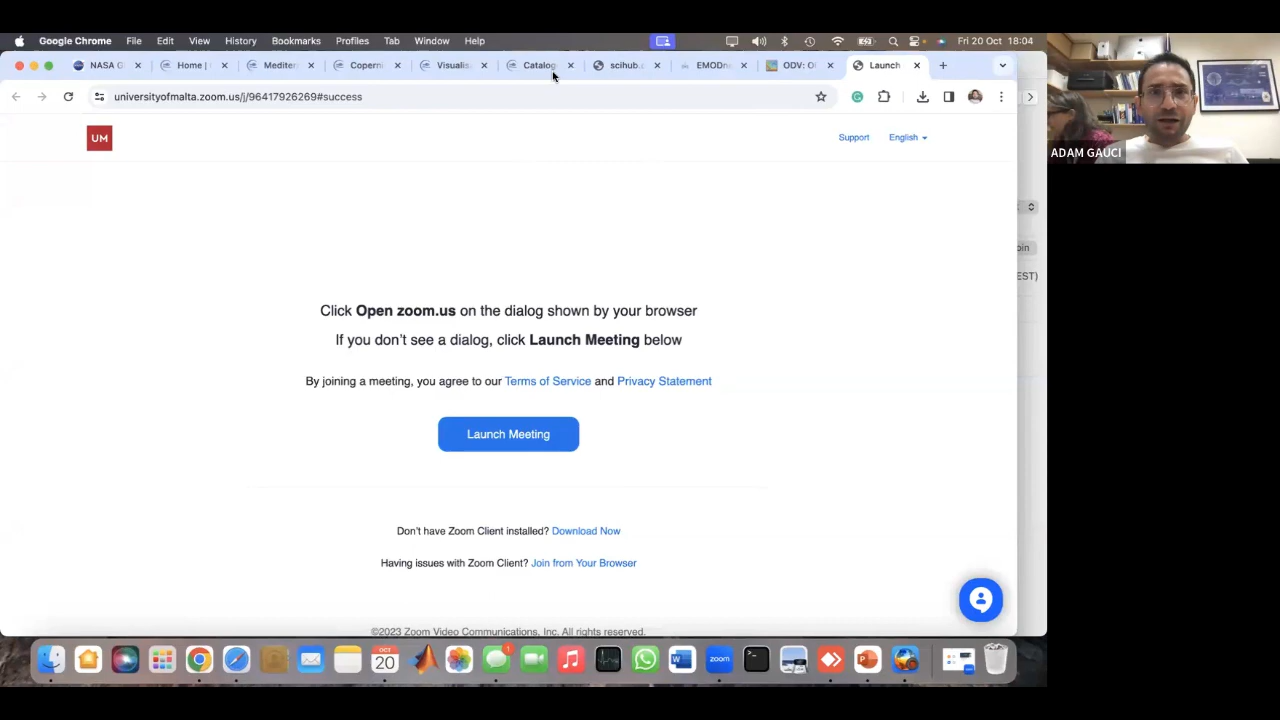 Google Chrome File Edit View History Bookmarks Profiles Tab Window Help Fri 20 Oct 18:04
NASA G Home | Mediter Copern Visualis Catalog scihub. EMODn ODV: O Launch
universityofmalta.zoom.us/j/96417926269#success
UM
Support English
ADAM GAUCI
oin
EST)
Click Open zoom.us on the dialog shown by your browser
If you don't see a dialog, click Launch Meeting below
By joining a meeting, you agree to our Terms of Service and Privacy Statement
Launch Meeting
Don't have Zoom Client installed? Download Now
Having issues with Zoom Client? Join from Your Browser
©2023 Zoom Video Communications, Inc. All rights reserved.
OCT
20
1
zoom
W
P